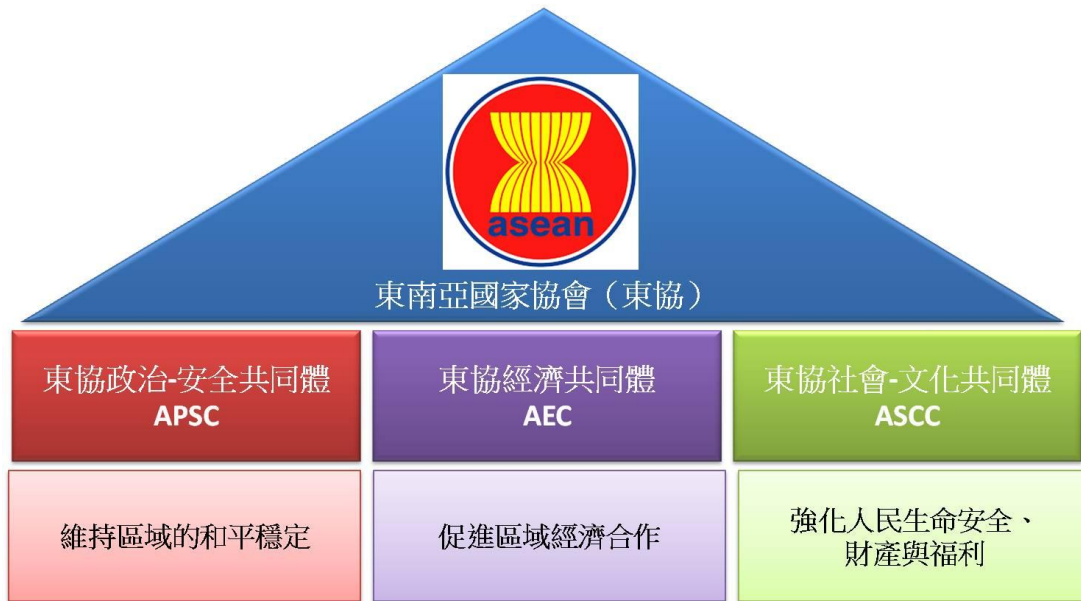 asean
東南亞國家協會（東協）
東協政治-安全共同體
APSC
東協經濟共同體
AEC
東協社會-文化共同體
ASCC
維持區域的和平穩定
促進區域經濟合作
強化人民生命安全、
財產與福利